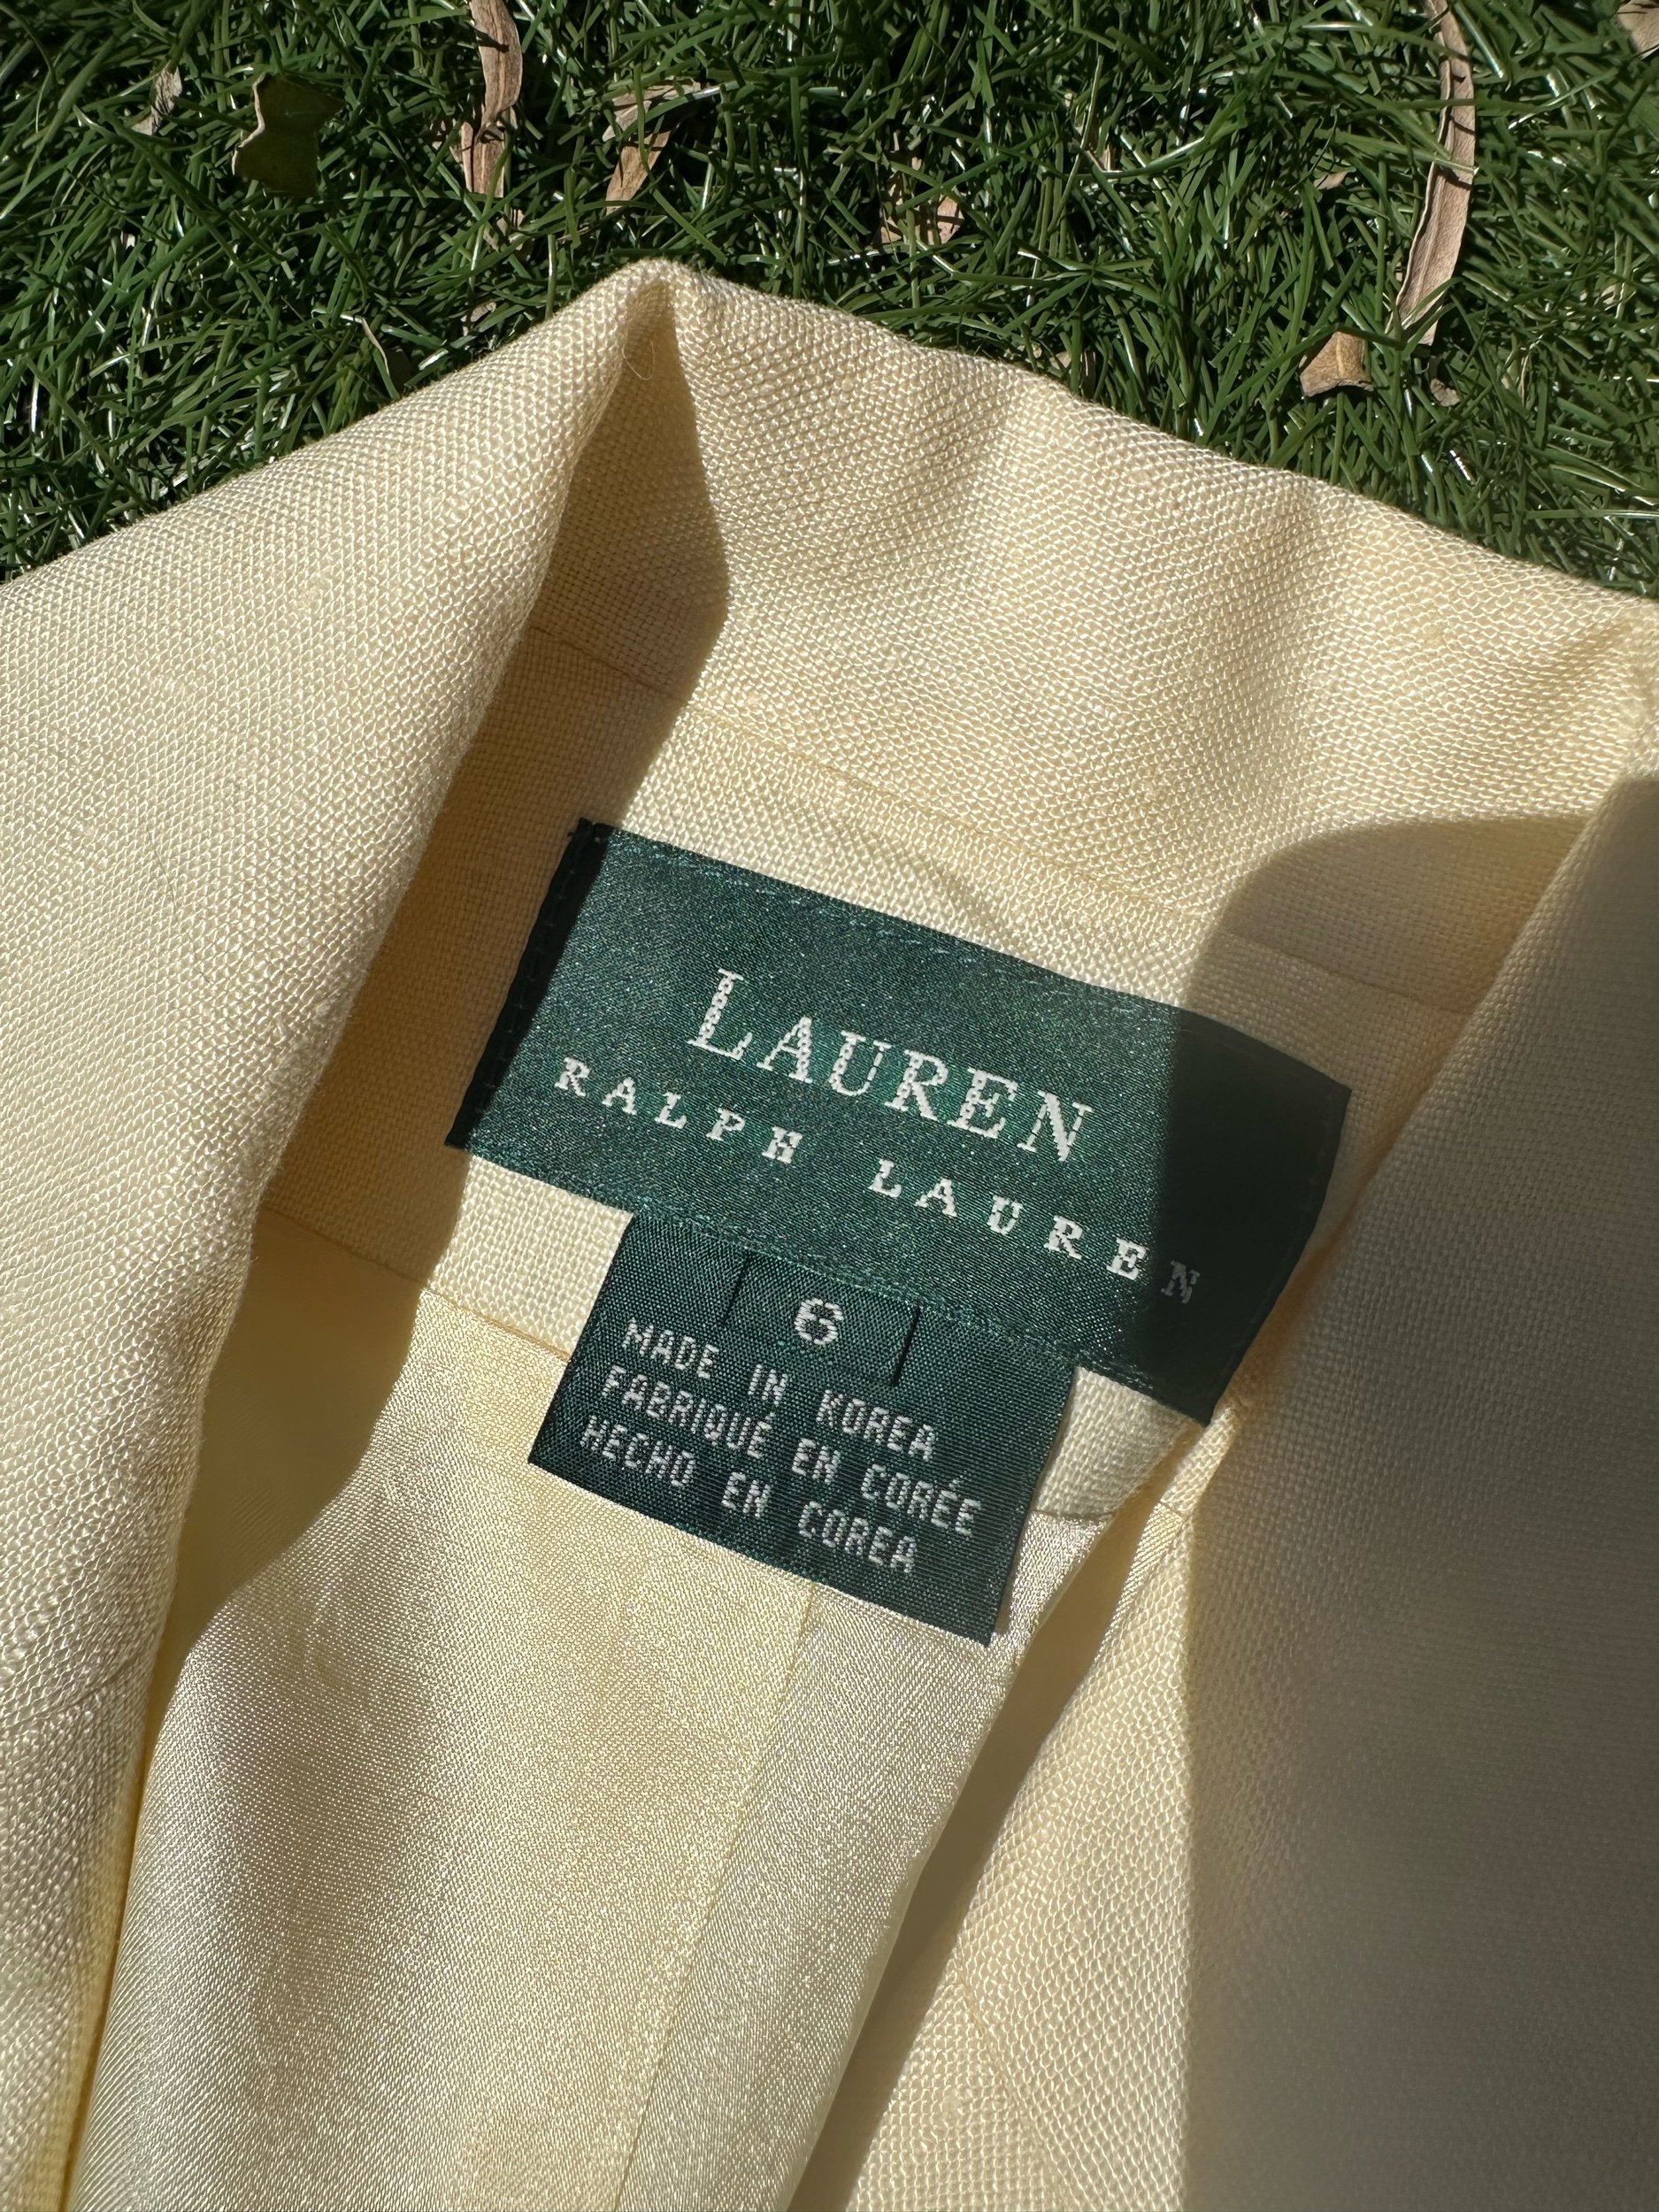 LAUREN
RALPH LAUREN
6
MADE IN KOREA
FABRIQUÉ EN CORÉE
HECHO EN COREA